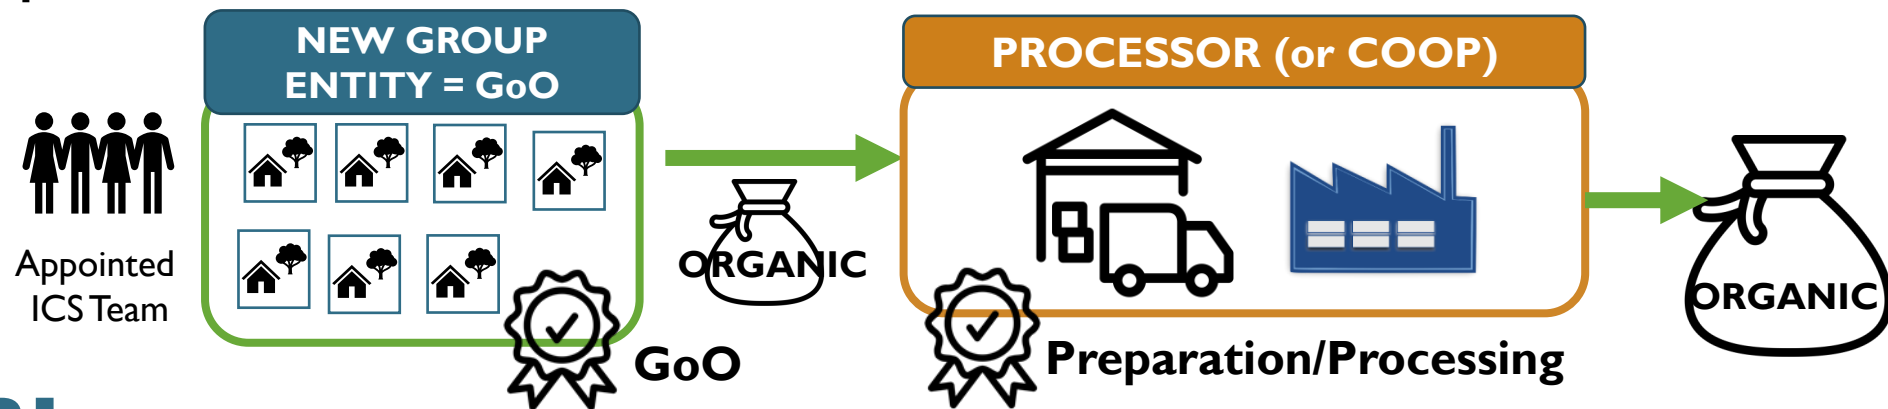 NEW GROUP
ENTITY = GoO
PROCESSOR (or COOP)
Appointed
ICS Team
ORGANIC
ORGANIC
GoO
Preparation/Processing